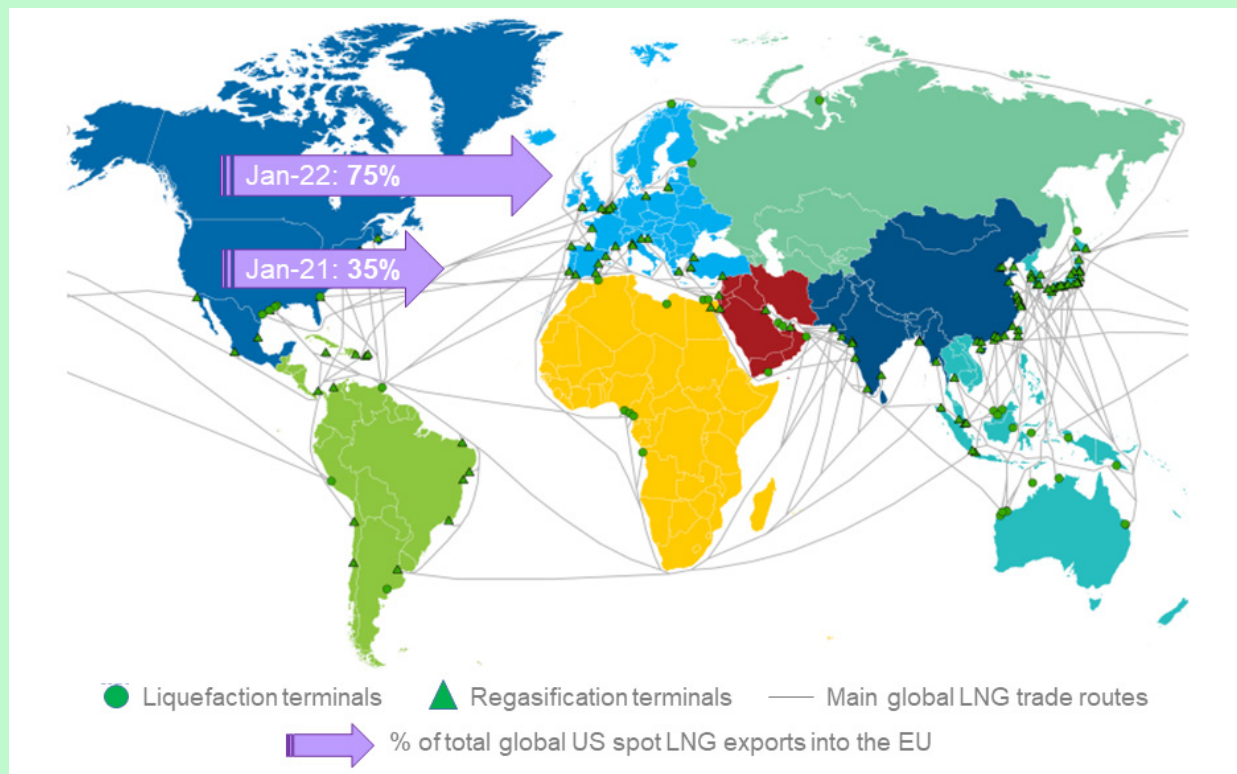 Jan-22: 75%
Jan-21: 35%
Liquefaction terminals
Regasification terminals
Main global LNG trade routes
% of total global US spot LNG exports into the EU